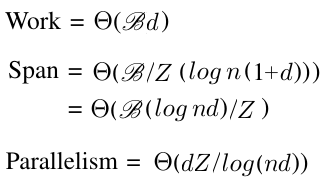 Work = Θ(ℬd)
Span = Θ(ℬ/Z (log n(1+d)))
= Θ(ℬ(log nd)/Z )
Parallelism = Θ(dZ/log(nd))